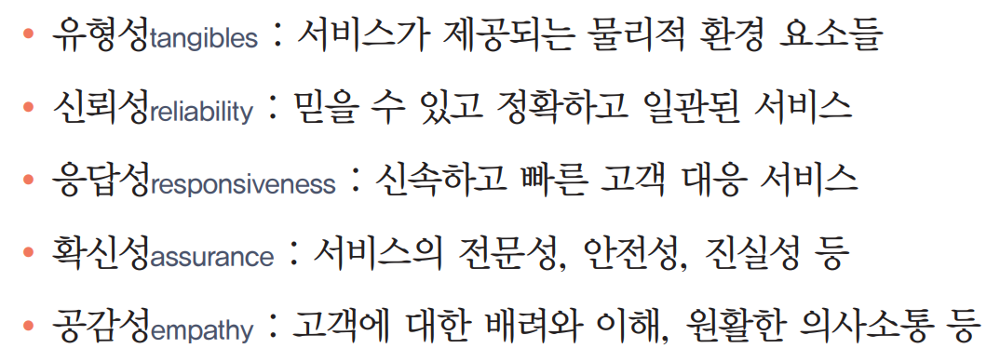 • 유형성tangibles : 서비스가 제공되는 물리적 환경 요소들
• 신뢰성reliability : 믿을 수 있고 정확하고 일관된 서비스
• 응답성responsiveness : 신속하고 빠른 고객 대응 서비스
• 확신성assurance : 서비스의 전문성, 안전성, 진실성 등
• 공감성empathy : 고객에 대한 배려와 이해, 원활한 의사소통 등